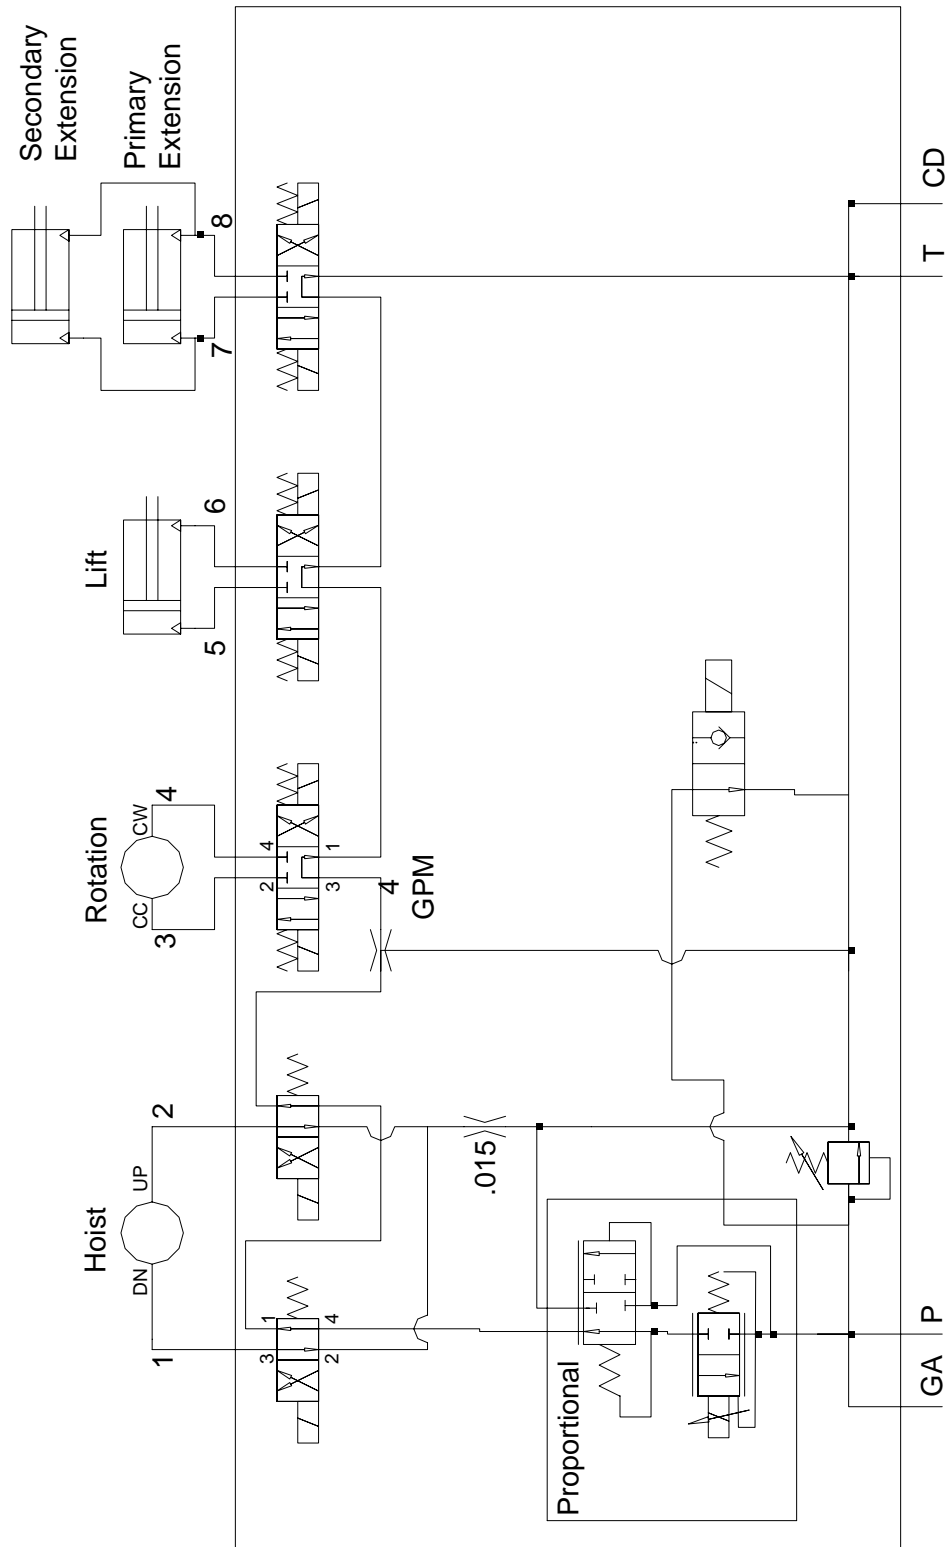 Secondary
Extension
Primary
Extension
8
7
Lift
6
5
Rotation
CW
4
CC
3
4
2
1
3
4
GPM
Hoist
UP
2
DN
1
1
3
4
2
.015
Proportional
CD
T
P
GA